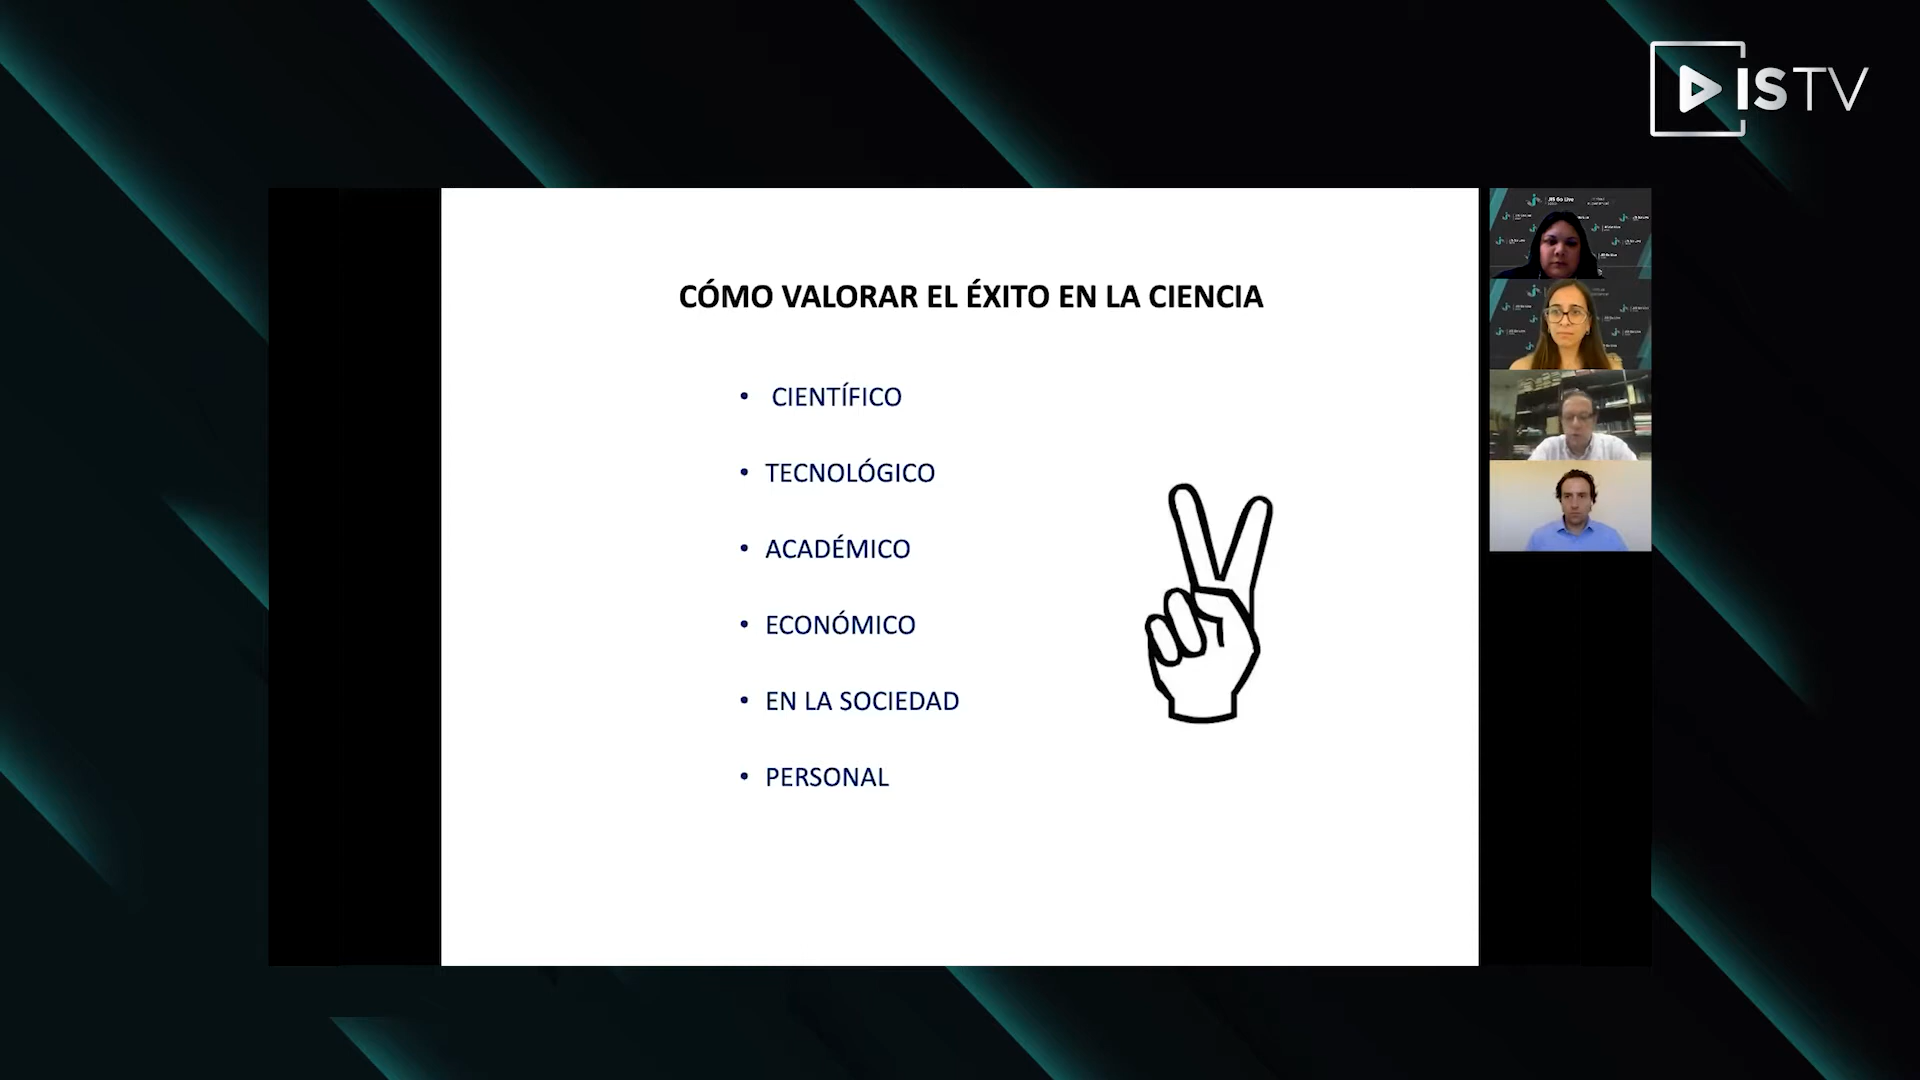 ISTV
CÓMO VALORAR EL ÉXITO EN LA CIENCIA
• CIENTÍFICO
• TECNOLÓGICO
• ACADÉMICO
• ECONÓMICO
• EN LA SOCIEDAD
• PERSONAL